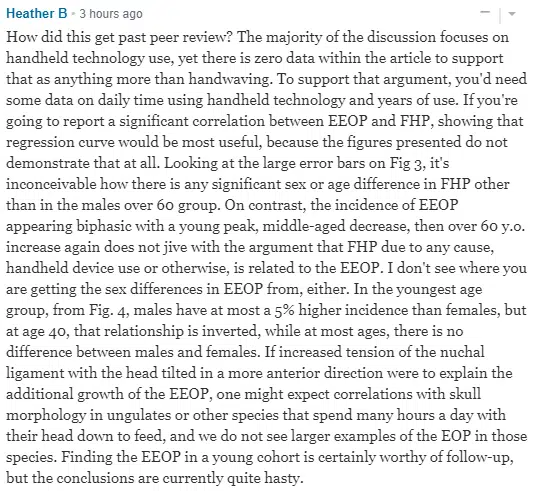 Heather B • 3 hours ago
How did this get past peer review? The majority of the discussion focuses on
handheld technology use, yet there is zero data within the article to support
that as anything more than handwaving. To support that argument, you'd need
some data on daily time using handheld technology and years of use. If you're
going to report a significant correlation between EEOP and FHP, showing that
regression curve would be most useful, because the figures presented do not
demonstrate that at all. Looking at the large error bars on Fig 3, it's
inconceivable how there is any significant sex or age difference in FHP other
than in the males over 60 group. On contrast, the incidence of EEOP
appearing biphasic with a young peak, middle-aged decrease, then over 60 y.o.
increase again does not jive with the argument that FHP due to any cause,
handheld device use or otherwise, is related to the EEOP. I don't see where you
are getting the sex differences in EEOP from, either. In the youngest age
group, from Fig. 4, males have at most a 5% higher incidence than females, but
at age 40, that relationship is inverted, while at most ages, there is no
difference between males and females. If increased tension of the nuchal
ligament with the head tilted in a more anterior direction were to explain the
additional growth of the EEOP, one might expect correlations with skull
morphology in ungulates or other species that spend many hours a day with
their head down to feed, and we do not see larger examples of the EOP in those
species. Finding the EEOP in a young cohort is certainly worthy of follow-up,
but the conclusions are currently quite hasty.